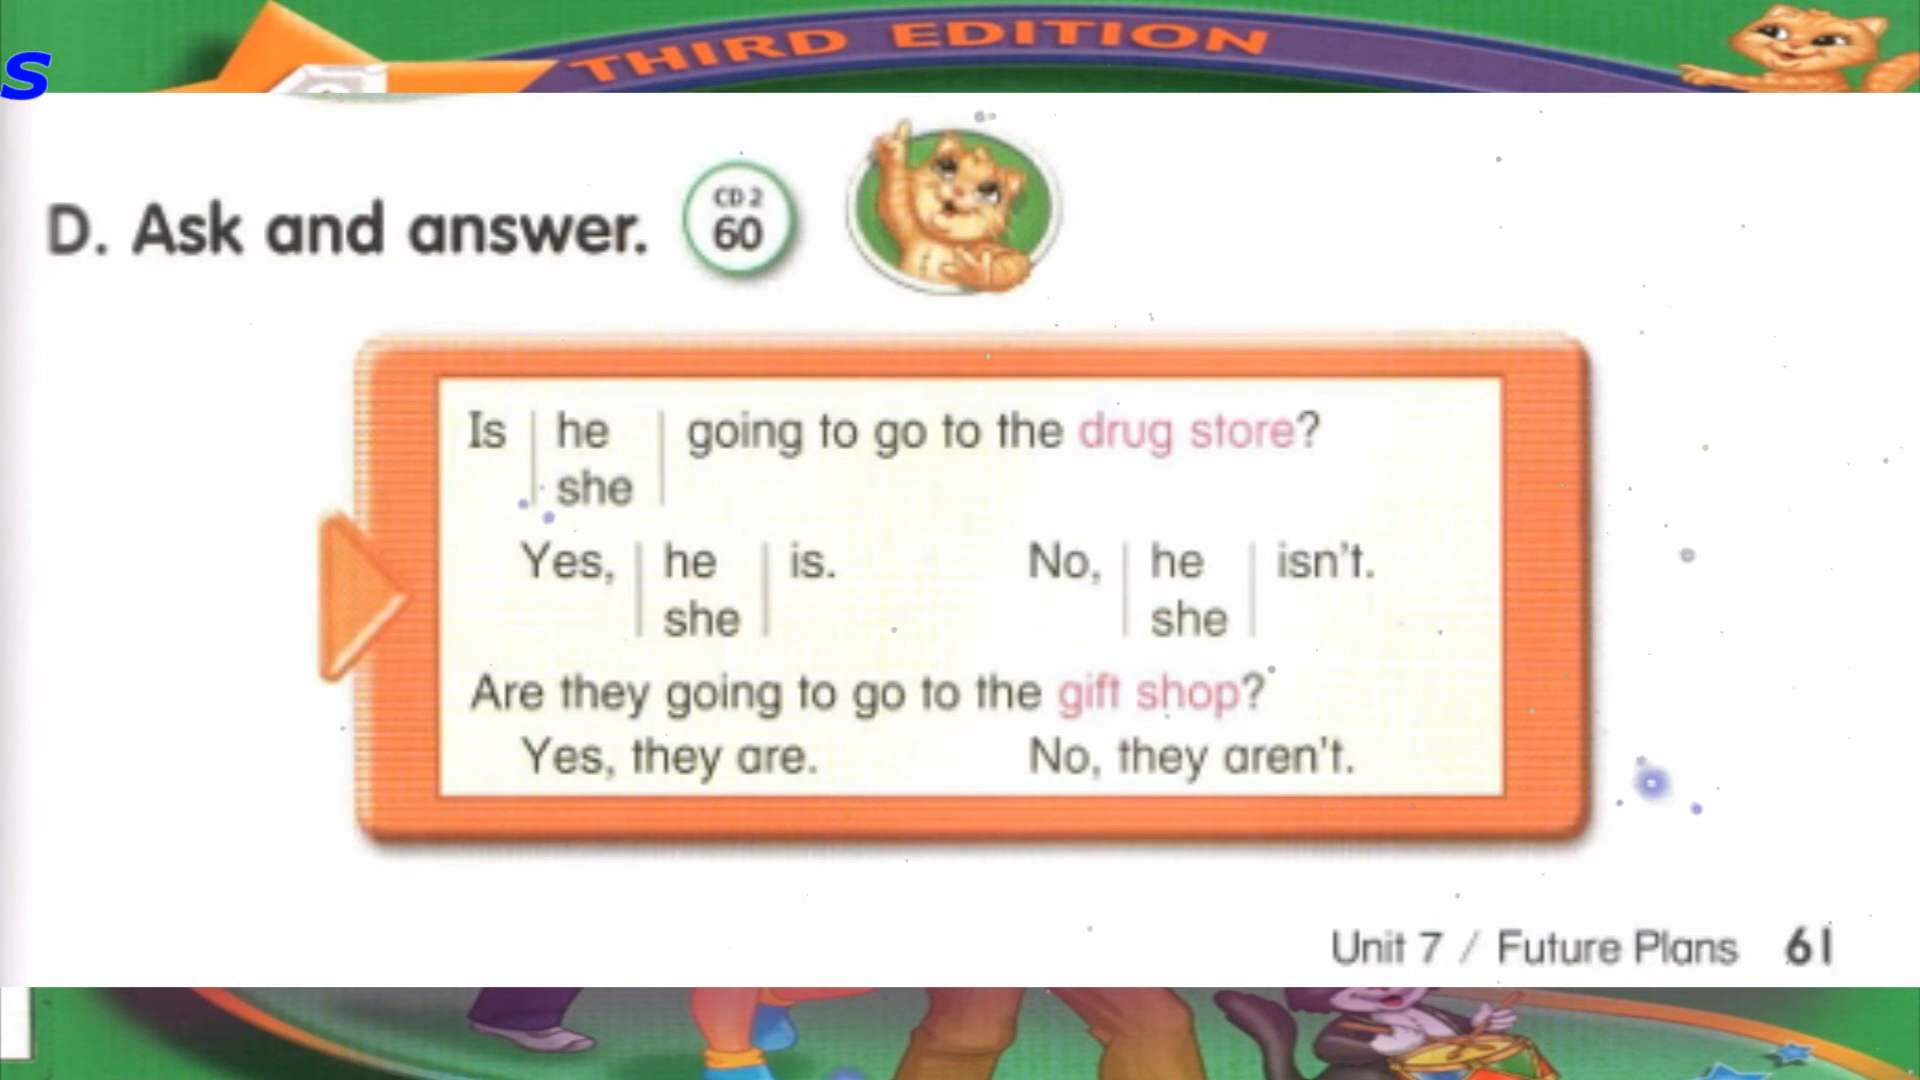 THIRD EDITION
s
D. Ask and answer.
CD 2
60
Is he going to go to the drug store?
she
Yes, he is. No, he isn't.
she she
Are they going to go to the gift shop?
Yes, they are. No, they aren't.
Unit 7 / Future Plans 61